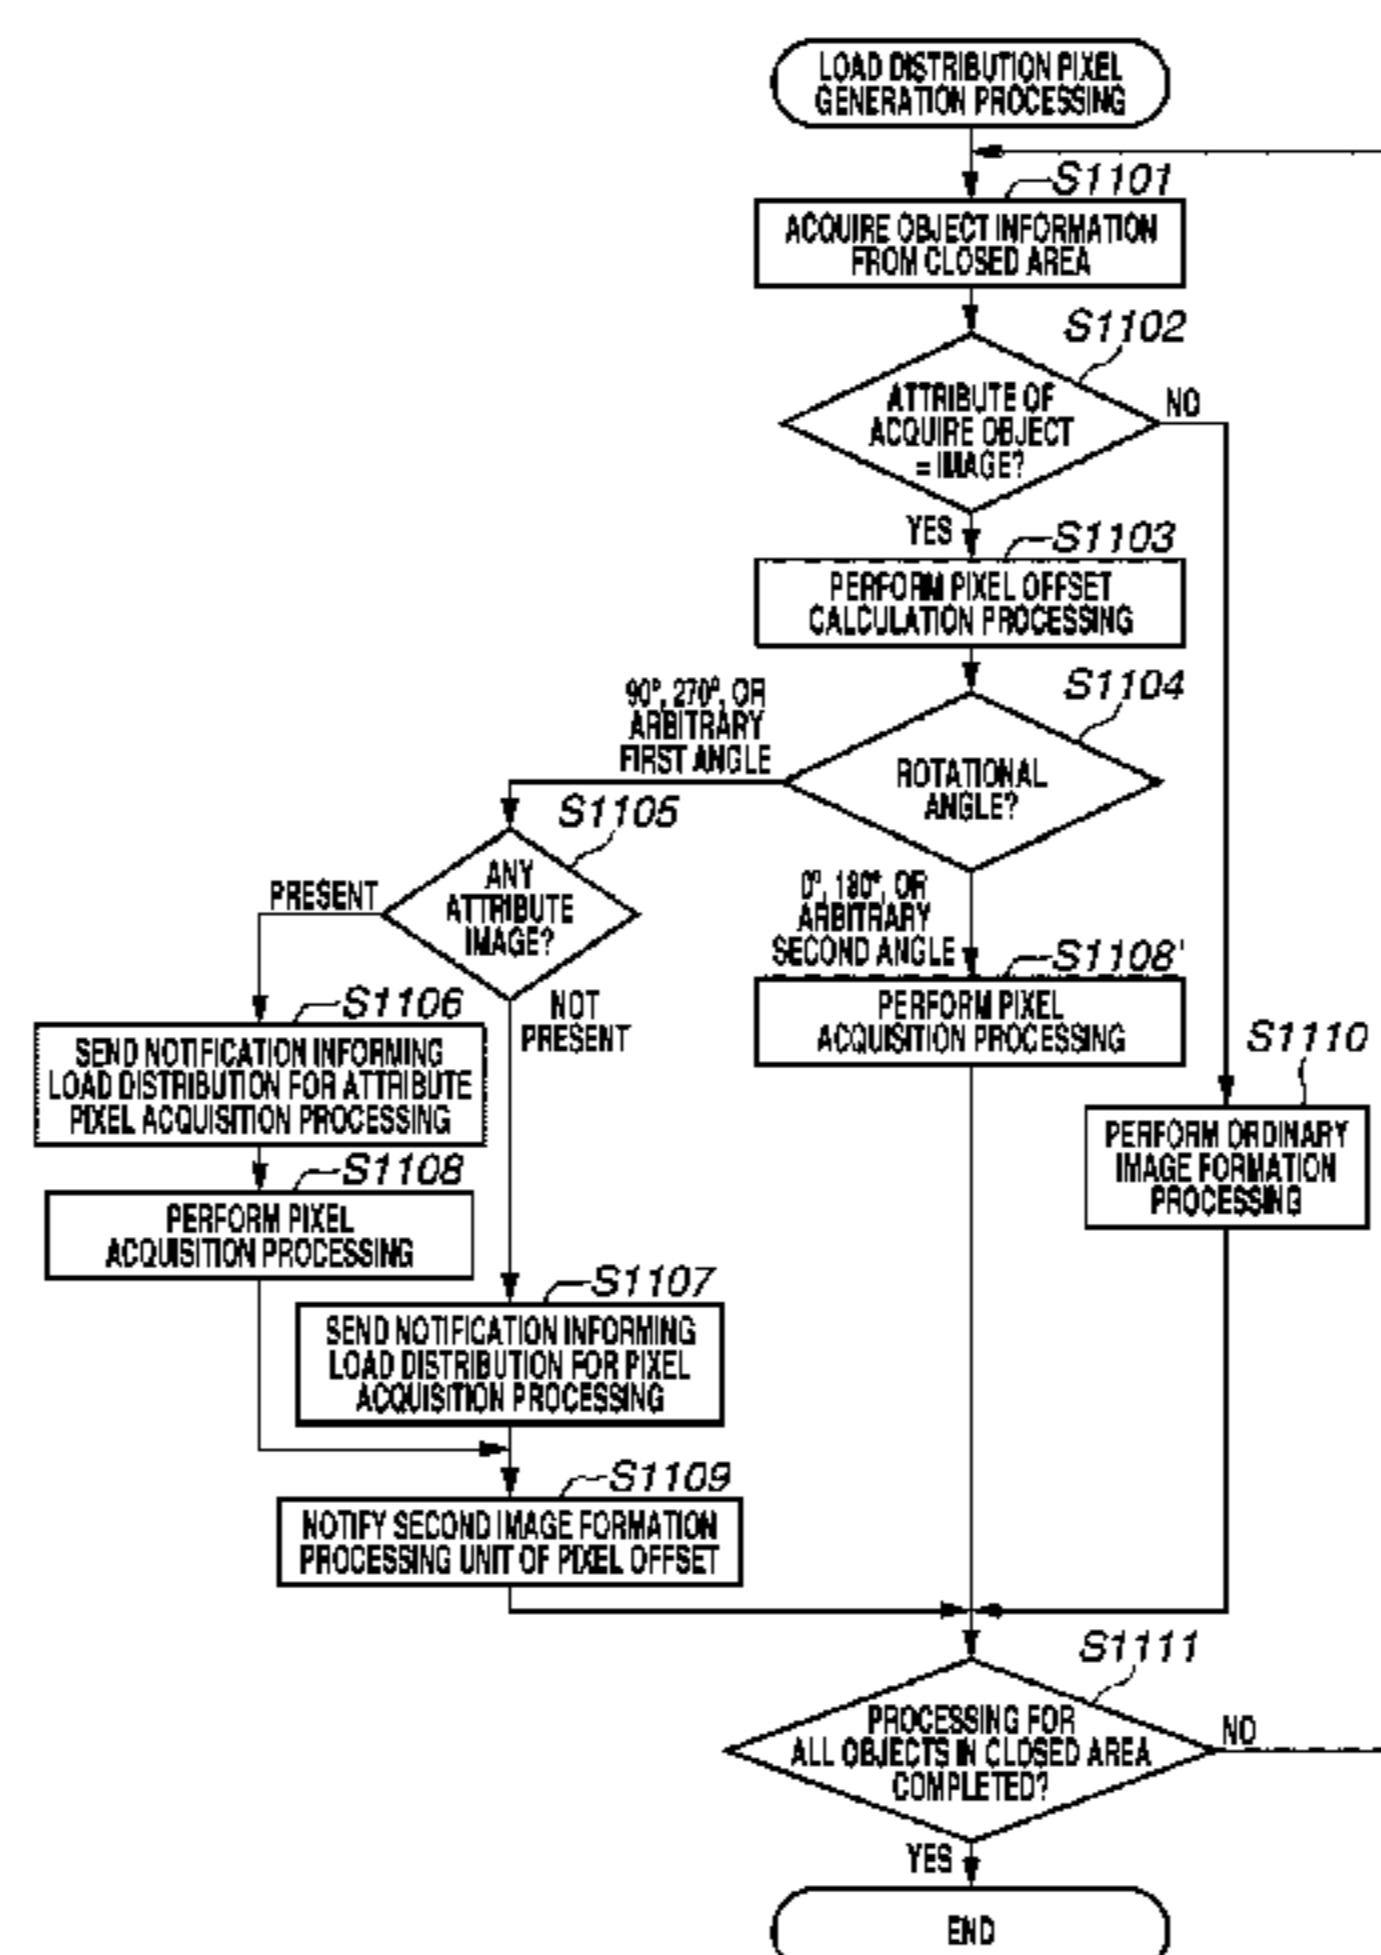 LOAD DISTRIBUTION PIXEL
GENERATION PROCESSING
S1101
ACQUIRE OBJECT INFORMATION
FROM CLOSED AREA
S1102
ATTRIBUTE OF
ACQUIRE OBJECT
= IMAGE?
NO
YES
S1103
PERFORM PIXEL OFFSET
CALCULATION PROCESSING
S1104
90°, 270°, OR
ARBITRARY
FIRST ANGLE
ROTATIONAL
ANGLE?
S1105
ANY
ATTRIBUTE
IMAGE?
PRESENT
0°, 180°, OR
ARBITRARY
SECOND ANGLE
S1108'
PERFORM PIXEL
ACQUISITION PROCESSING
NOT
PRESENT
S1106
SEND NOTIFICATION INFORMING
LOAD DISTRIBUTION FOR ATTRIBUTE
PIXEL ACQUISITION PROCESSING
S1110
PERFORM ORDINARY
IMAGE FORMATION
PROCESSING
S1108
PERFORM PIXEL
ACQUISITION PROCESSING
S1107
SEND NOTIFICATION INFORMING
LOAD DISTRIBUTION FOR PIXEL
ACQUISITION PROCESSING
S1109
NOTIFY SECOND IMAGE FORMATION
PROCESSING UNIT OF PIXEL OFFSET
S1111
PROCESSING FOR
ALL OBJECTS IN CLOSED AREA
COMPLETED?
NO
YES
END